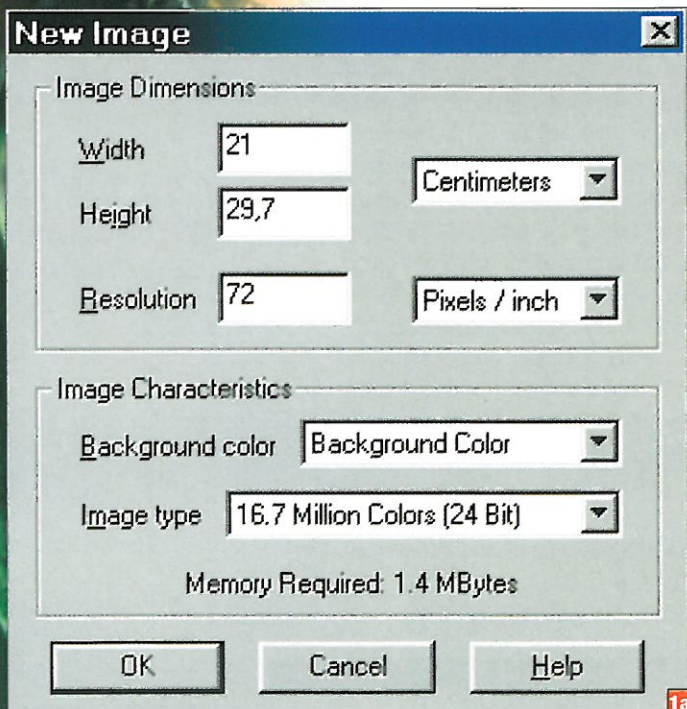 New Image
Image Dimensions
Width 21
Centimeters
Height 29,7
Resolution 72 Pixels / inch
Image Characteristics
Background color Background Color
Image type 16.7 Million Colors (24 Bit)
Memory Required: 1.4 MBytes
OK Cancel Help
1a